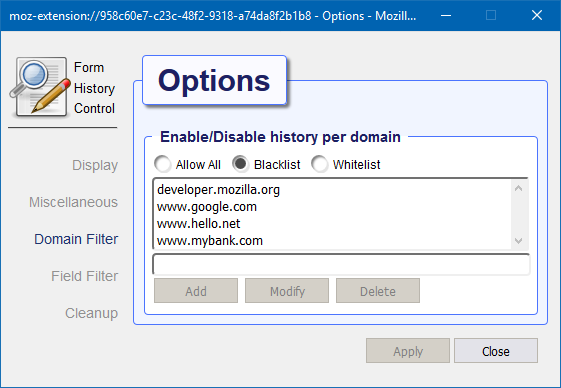 moz-extension://958c60e7-c23c-48f2-9318-a74da8f2b1b8 - Options - Mozill...
Form
History
Control
Options
Display
Miscellaneous
Domain Filter
Field Filter
Cleanup
Enable/Disable history per domain
Allow All Blacklist Whitelist
developer.mozilla.org
www.google.com
www.hello.net
www.mybank.com
Add Modify Delete
Apply Close